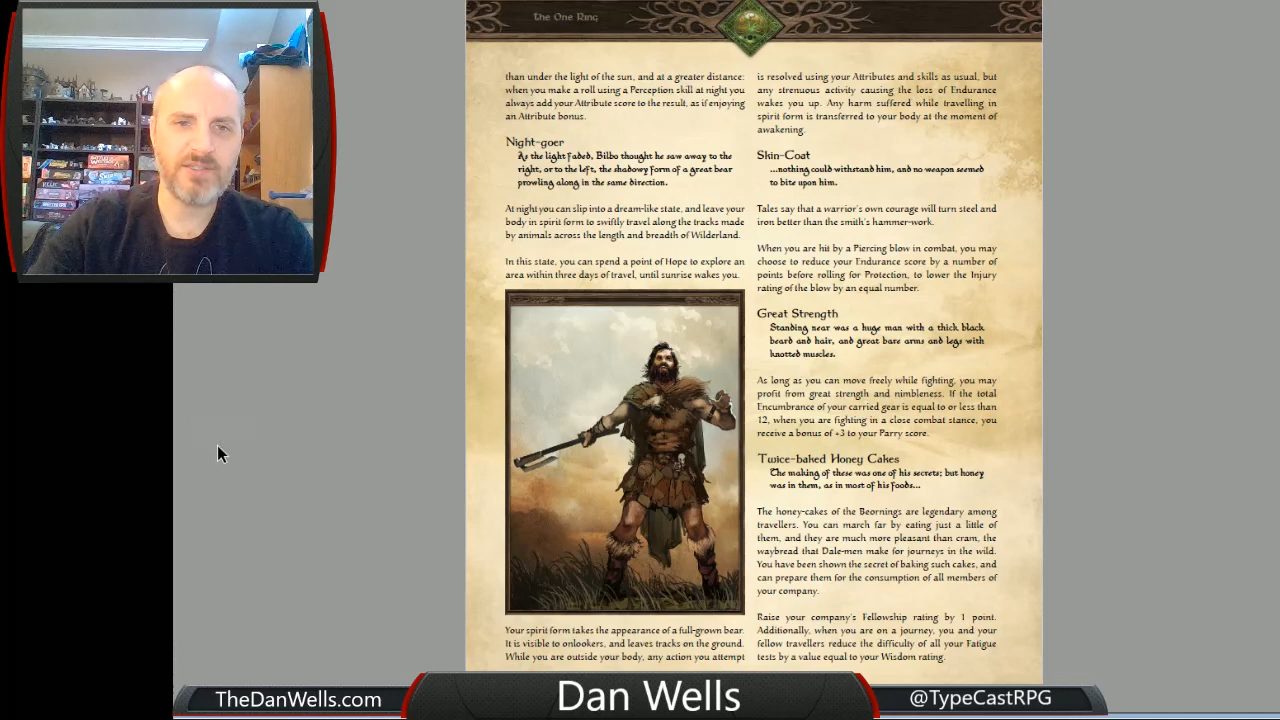 the One Ring
than under the light of the sun, and at a greater distance:
when you make a roll using a Perception skill at night you
always add your Attribute score to the result, as if enjoying
an Attribute bonus.
Night-goer
As the light faded, Bilbo thought he saw away to the
right, or to the left, the shadowy form of a great bear
prowling along in the same direction.
At night you can slip into a dream-like state, and leave your
body in spirit form to swiftly travel along the tracks made
by animals across the length and breadth of Wilderland.
In this state, you can spend a point of Hope to explore an
area within three days of travel, until sunrise wakes you.
Your spirit form takes the appearance of a full-grown bear.
It is visible to onlookers, and leaves tracks on the ground.
While you are outside your body, any action you attempt
is resolved using your Attributes and skills as usual, but
any strenuous activity causing the loss of Endurance
wakes you up. Any harm suffered while travelling in
spirit form is transferred to your body at the moment of
awakening.
Skin-Coat
...nothing could withstand him, and no weapon seemed
to bite upon him.
Tales say that a warrior's own courage will turn steel and
iron better than the smith's hammer-work.
When you are hit by a Piercing blow in combat, you may
choose to reduce your Endurance score by a number of
points before rolling for Protection, to lower the Injury
rating of the blow by an equal number.
Great Strength
Standing near was a huge man with a thick black
beard and hair, and great bare arms and legs with
knotted muscles.
As long as you can move freely while fighting, you may
profit from great strength and nimbleness. If the total
Encumbrance of your carried gear is equal to or less than
12, when you are fighting in a close combat stance, you
receive a bonus of +3 to your Parry score.
Twice-baked Honey Cakes
The making of these was one of his secrets; but honey
was in them, as in most of his foods...
The honey-cakes of the Beornings are legendary among
travellers. You can march far by eating just a little of
them, and they are much more pleasant than cram, the
waybread that Dale-men make for journeys in the wild.
You have been shown the secret of baking such cakes, and
can prepare them for the consumption of all members of
your company.
Raise your company's Fellowship rating by 1 point.
Additionally, when you are on a journey, you and your
fellow travellers reduce the difficulty of all your Fatigue
tests by a value equal to your Wisdom rating.
TheDanWells.com
Dan Wells
@TypeCastRPG